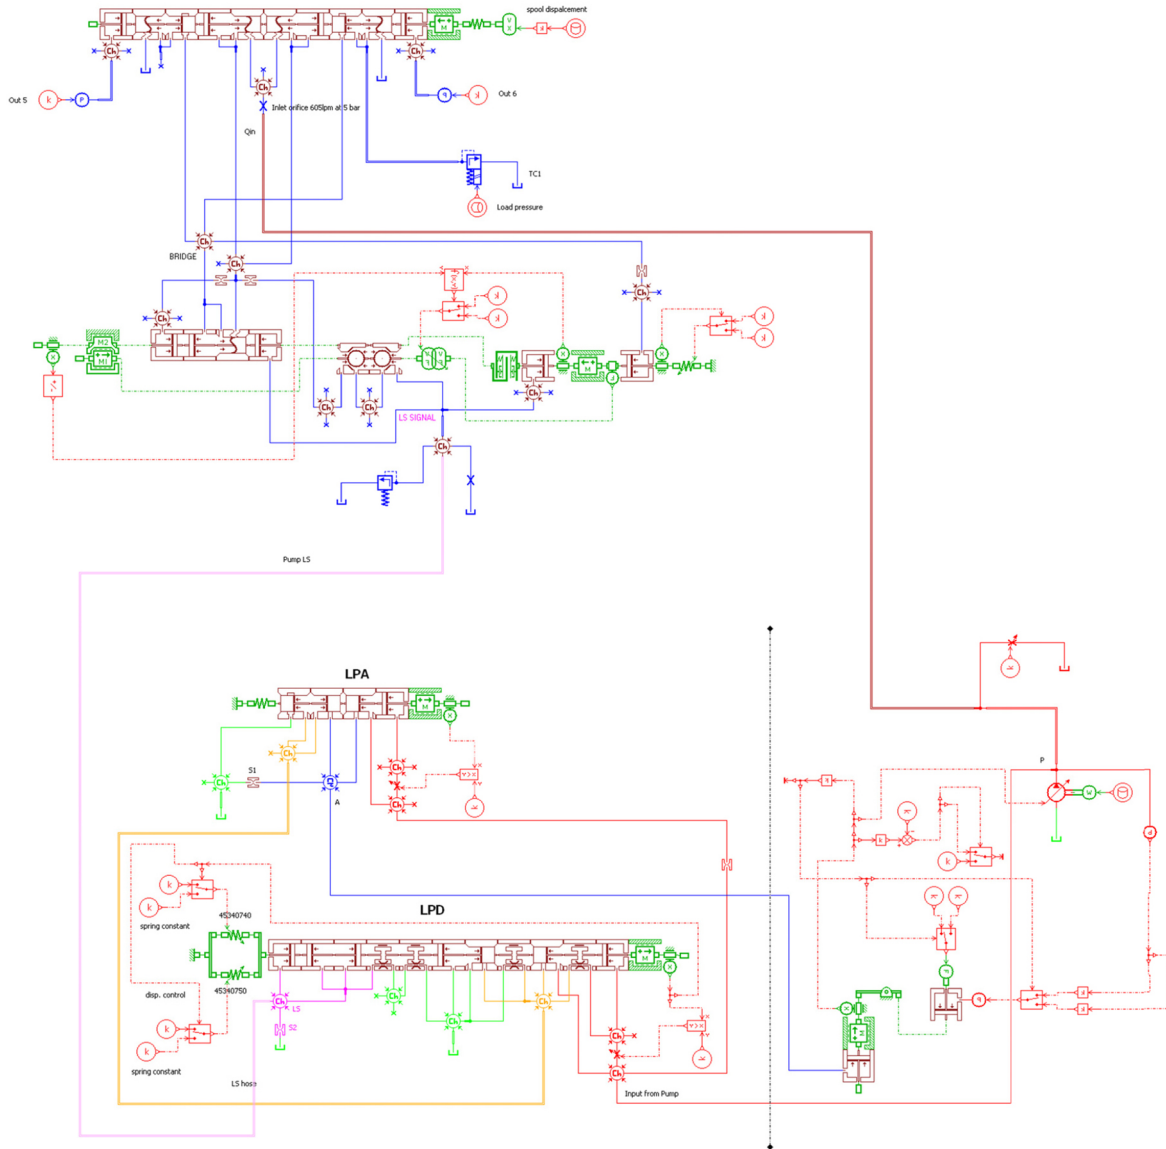 spool dispalcement
Out 5
Out 6
Inlet orifice 605lpm at 5 bar
Qin
TC1
Load pressure
BRIDGE
LS SIGNAL
Pump LS
LPA
S1
A
P
LPD
45340740
spring constant
disp. control
45340750
LS
S2
spring constant
LS hose
Input from Pump